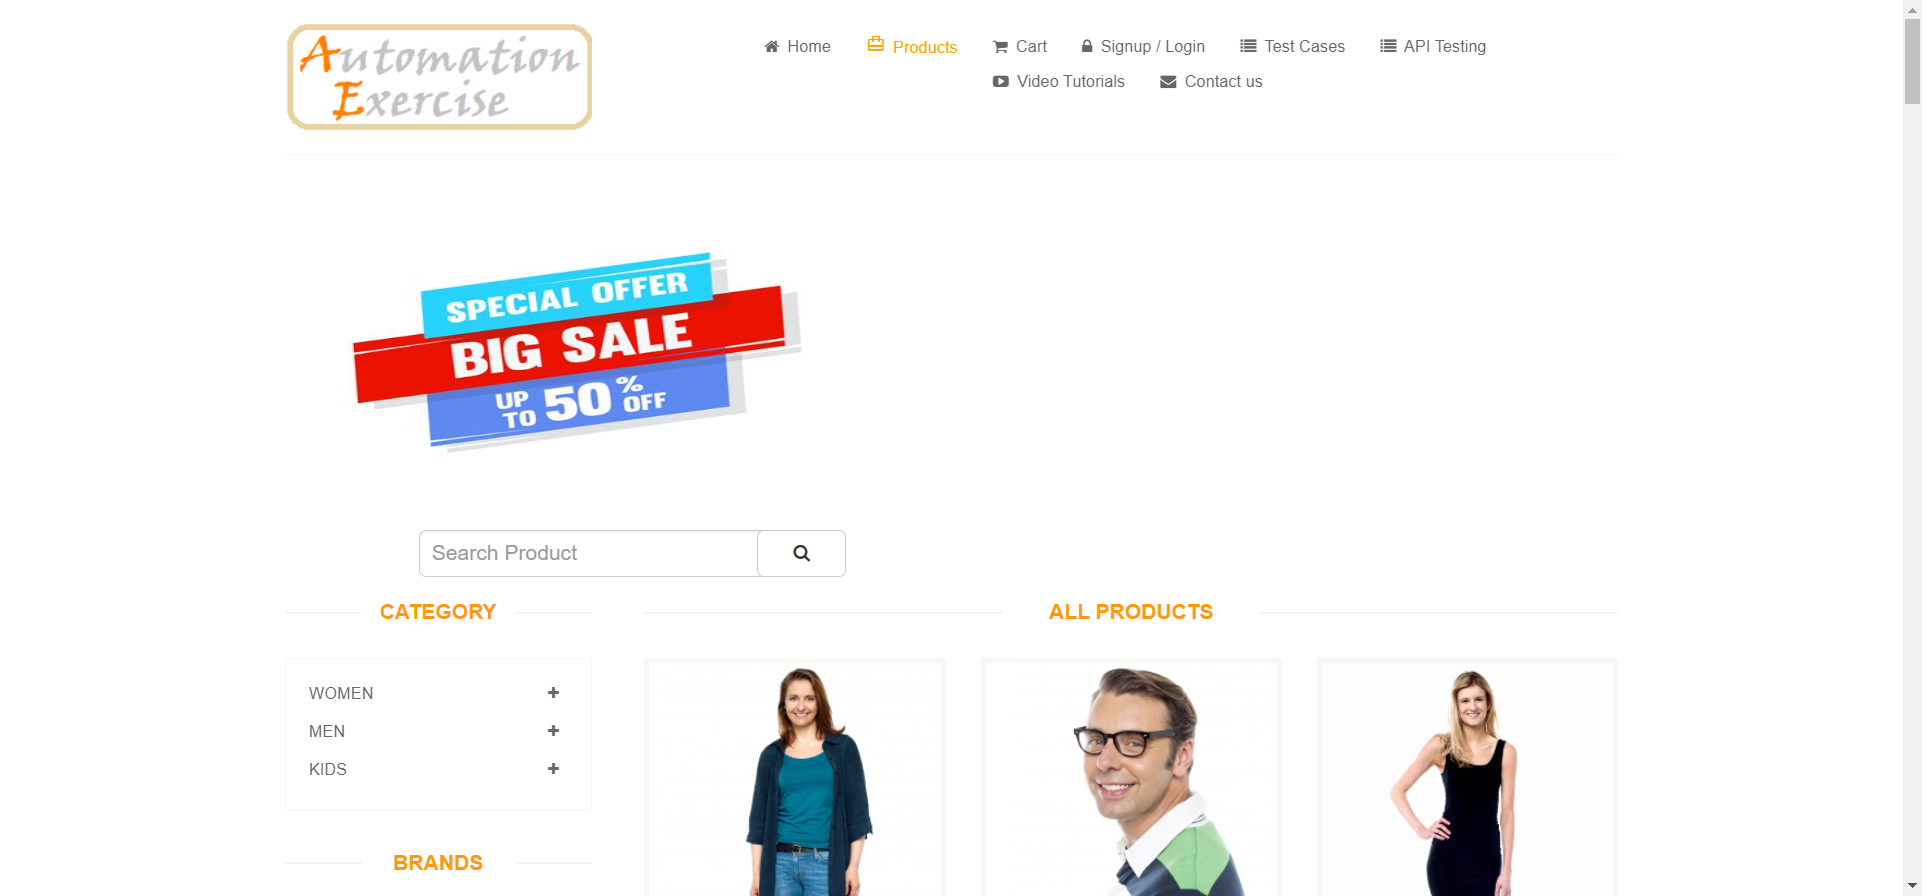 Automation
Exercise
Home
Products
Cart
Signup / Login
Test Cases
API Testing
Video Tutorials
Contact us
SPECIAL OFFER
BIG SALE
UP TO 50% OFF
Search Product
CATEGORY
ALL PRODUCTS
WOMEN
MEN
KIDS
BRANDS